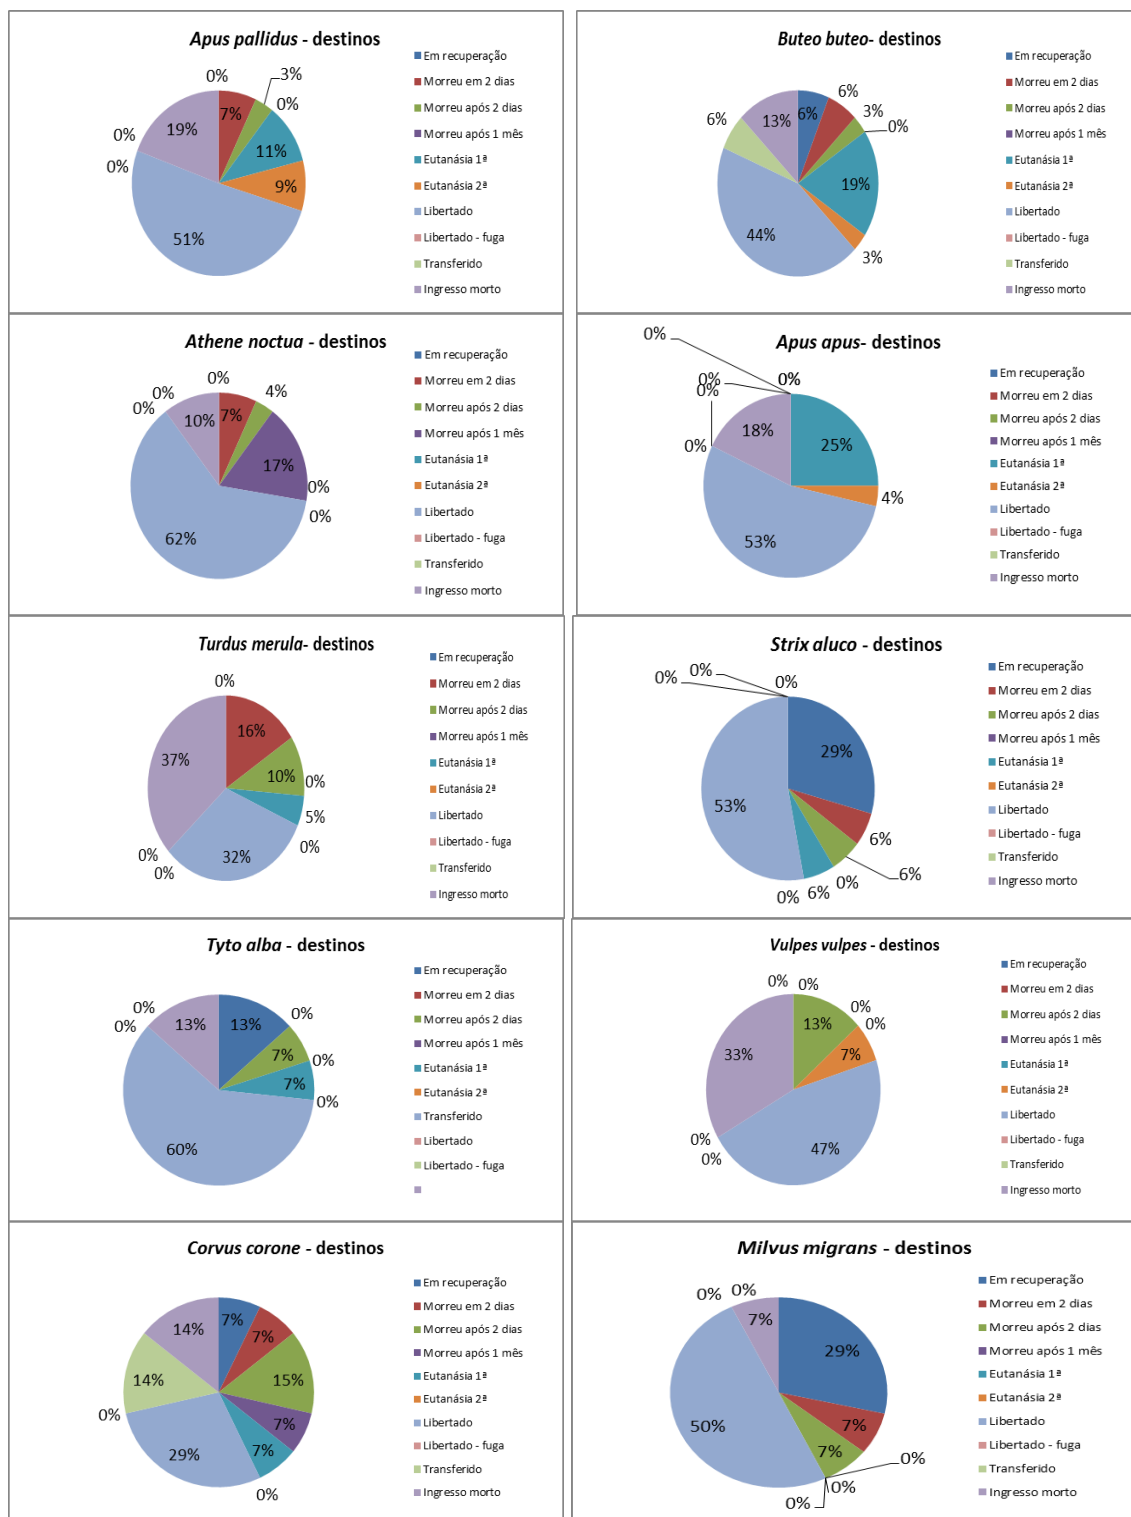 Apus pallidus - destinos
0%
3%
0%
7%
11%
9%
51%
0%
0%
19%
Em recuperação
Morreu em 2 dias
Morreu após 2 dias
Morreu após 1 mês
Eutanásia 1ª
Eutanásia 2ª
Libertado
Libertado - fuga
Transferido
Ingresso morto
Buteo buteo- destinos
6%
6%
3%
0%
19%
3%
44%
6%
13%
Em recuperação
Morreu em 2 dias
Morreu após 2 dias
Morreu após 1 mês
Eutanásia 1ª
Eutanásia 2ª
Libertado
Libertado - fuga
Transferido
Ingresso morto
Athene noctua - destinos
0%
7%
4%
17%
0%
0%
62%
0%
0%
10%
Em recuperação
Morreu em 2 dias
Morreu após 2 dias
Morreu após 1 mês
Eutanásia 1ª
Eutanásia 2ª
Libertado
Libertado - fuga
Transferido
Ingresso morto
Apus apus- destinos
0%
0%
0%
0%
25%
4%
53%
0%
18%
Em recuperação
Morreu em 2 dias
Morreu após 2 dias
Morreu após 1 mês
Eutanásia 1ª
Eutanásia 2ª
Libertado
Libertado - fuga
Transferido
Ingresso morto
Turdus merula- destinos
0%
16%
10%
0%
5%
0%
32%
0%
0%
37%
Em recuperação
Morreu em 2 dias
Morreu após 2 dias
Morreu após 1 mês
Eutanásia 1ª
Eutanásia 2ª
Libertado
Libertado - fuga
Transferido
Ingresso morto
Strix aluco - destinos
0%
0%
0%
29%
6%
6%
0%
6%
0%
53%
Em recuperação
Morreu em 2 dias
Morreu após 2 dias
Morreu após 1 mês
Eutanásia 1ª
Eutanásia 2ª
Libertado
Libertado - fuga
Transferido
Ingresso morto
Tyto alba - destinos
13%
0%
7%
0%
7%
0%
60%
0%
0%
13%
Em recuperação
Morreu em 2 dias
Morreu após 2 dias
Morreu após 1 mês
Eutanásia 1ª
Eutanásia 2ª
Transferido
Libertado
Libertado - fuga
Vulpes vulpes - destinos
0%
0%
13%
0%
0%
7%
47%
0%
0%
33%
Em recuperação
Morreu em 2 dias
Morreu após 2 dias
Morreu após 1 mês
Eutanásia 1ª
Eutanásia 2ª
Libertado
Libertado - fuga
Transferido
Ingresso morto
Corvus corone - destinos
7%
7%
15%
7%
7%
0%
29%
0%
14%
14%
Em recuperação
Morreu em 2 dias
Morreu após 2 dias
Morreu após 1 mês
Eutanásia 1ª
Eutanásia 2ª
Libertado
Libertado - fuga
Transferido
Ingresso morto
Milvus migrans - destinos
29%
7%
7%
0%
0%
0%
50%
0%
0%
7%
Em recuperação
Morreu em 2 dias
Morreu após 2 dias
Morreu após 1 mês
Eutanásia 1ª
Eutanásia 2ª
Libertado
Libertado - fuga
Transferido
Ingresso morto